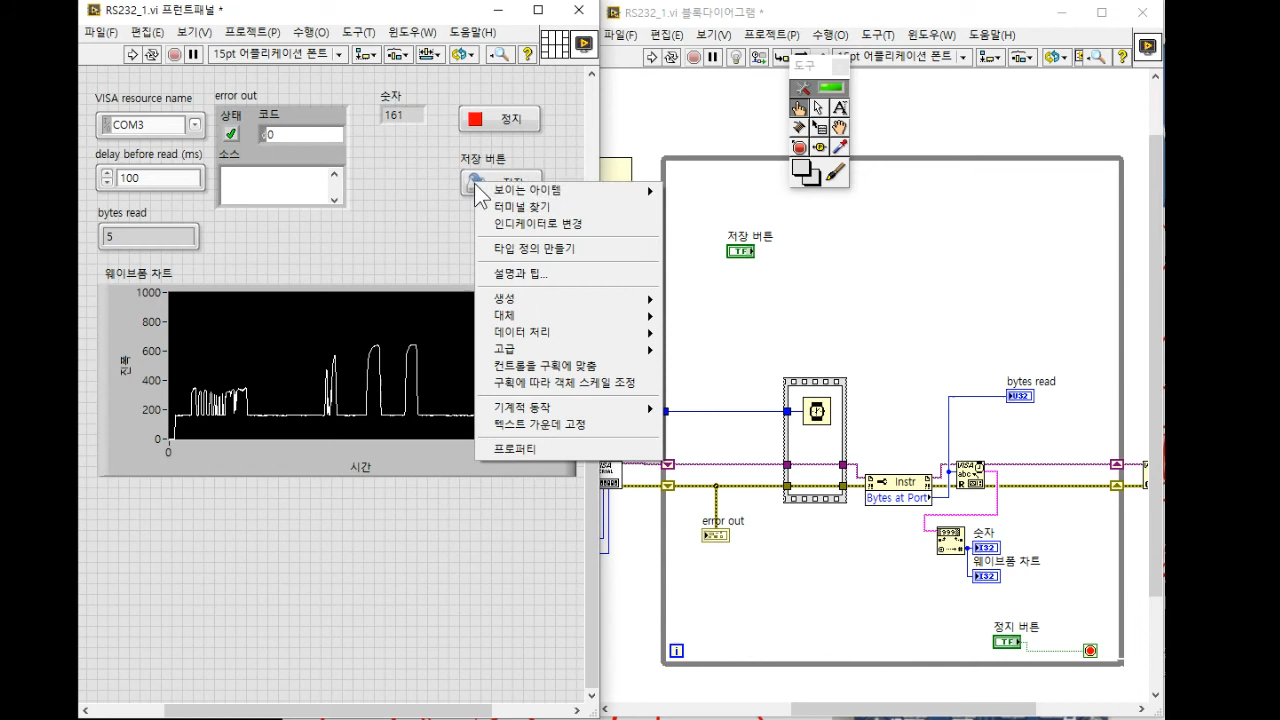 RS232_1.vi 프런트패널 *
파일(F) 편집(E) 보기(V) 프로젝트(P) 수행(O) 도구(T) 윈도우(W) 도움말(H)
15pt 어플리케이션 폰트
VISA resource name
COM3
delay before read (ms)
100
bytes read
5
error out
상태
코드
0
소스
숫자
161
정지
저장 버튼
웨이브폼 차트
1000
800
600
400
200
0
진폭
0
시간
보이는 아이템
터미널 찾기
인디케이터로 변경
타입 정의 만들기
설명과 팁...
생성
대체
데이터 처리
고급
컨트롤을 구획에 맞춤
구획에 따라 객체 스케일 조정
기계적 동작
텍스트 가운데 고정
프로퍼티
RS232_1.vi 블록다이어그램 *
파일(F) 편집(E) 보기(V) 프로젝트(P) 수행(O) 도구(T) 윈도우(W) 도움말(H)
15pt 어플리케이션 폰트
도구
저장 버튼
TF
bytes read
U32
VISA
abc
R
Instr
Bytes at Port
error out
숫자
I32
웨이브폼 차트
I32
정지 버튼
TF
i